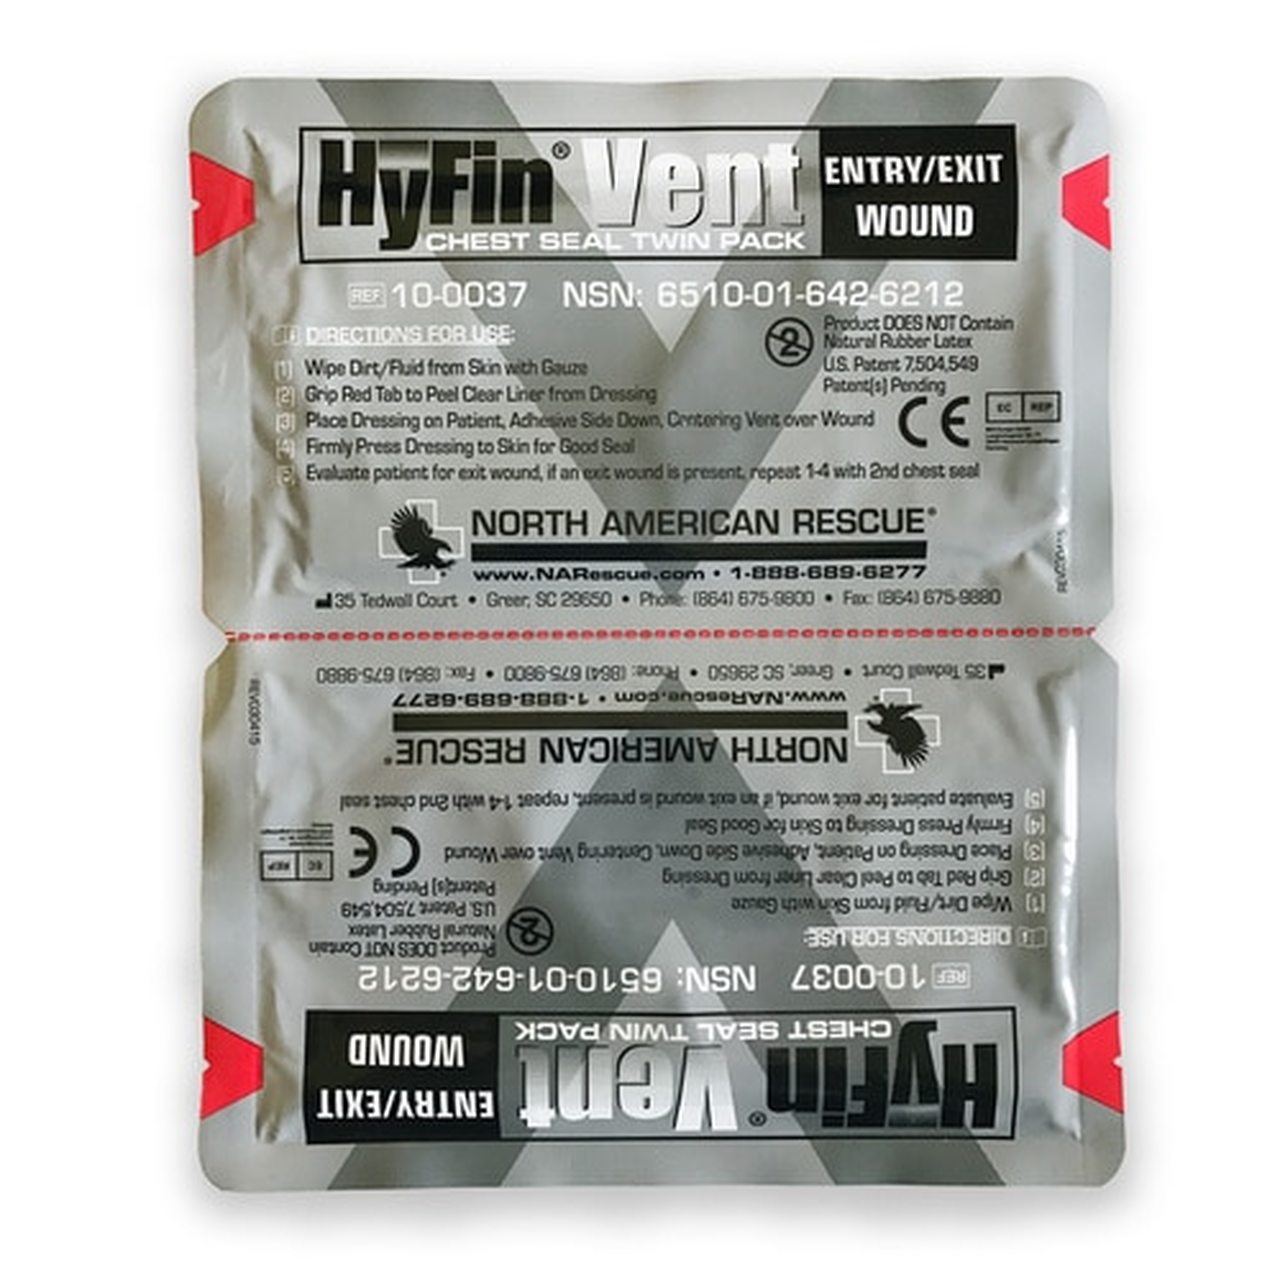 HyFin® Vent
CHEST SEAL TWIN PACK
ENTRY/EXIT
WOUND
REF 10-0037 NSN: 6510-01-642-6212
DIRECTIONS FOR USE:
[1] Wipe Dirt/Fluid from Skin with Gauze
[2] Grip Red Tab to Peel Clear Liner from Dressing
[3] Place Dressing on Patient, Adhesive Side Down, Crntering Vent over Wound
[4] Firmly Press Dressing to Skin for Good Seal
[5] Evaluate patient for exit wound, if an exit wound is present, repeat 1-4 with 2nd chest seal
2
Product DOES NOT Contain
Natural Rubber Latex
U.S. Patent 7,504,549
Patent(s) Pending
CE
EC REP
NORTH AMERICAN RESCUE®
www.NARescue.com • 1-888-689-6277
35 Tedwall Court • Greer, SC 29650 • Phone: (864) 675-9800 • Fax: (864) 675-9880
HyFin® Vent
CHEST SEAL TWIN PACK
ENTRY/EXIT
WOUND
REF 10-0037 NSN: 6510-01-642-6212
DIRECTIONS FOR USE:
[1] Wipe Dirt/Fluid from Skin with Gauze
[2] Grip Red Tab to Peel Clear Liner from Dressing
[3] Place Dressing on Patient, Adhesive Side Down, Centering Vent over Wound
[4] Firmly Press Dressing to Skin for Good Seal
[5] Evaluate patient for exit wound, if an exit wound is present, repeat 1-4 with 2nd chest seal
2
Product DOES NOT Contain
Natural Rubber Latex
U.S. Patent 7,504,549
Patent(s) Pending
CE
EC REP
NORTH AMERICAN RESCUE®
www.NARescue.com • 1-888-689-6277
35 Tedwall Court • Greer, SC 29650 • Phone: (864) 675-9800 • Fax: (864) 675-9880